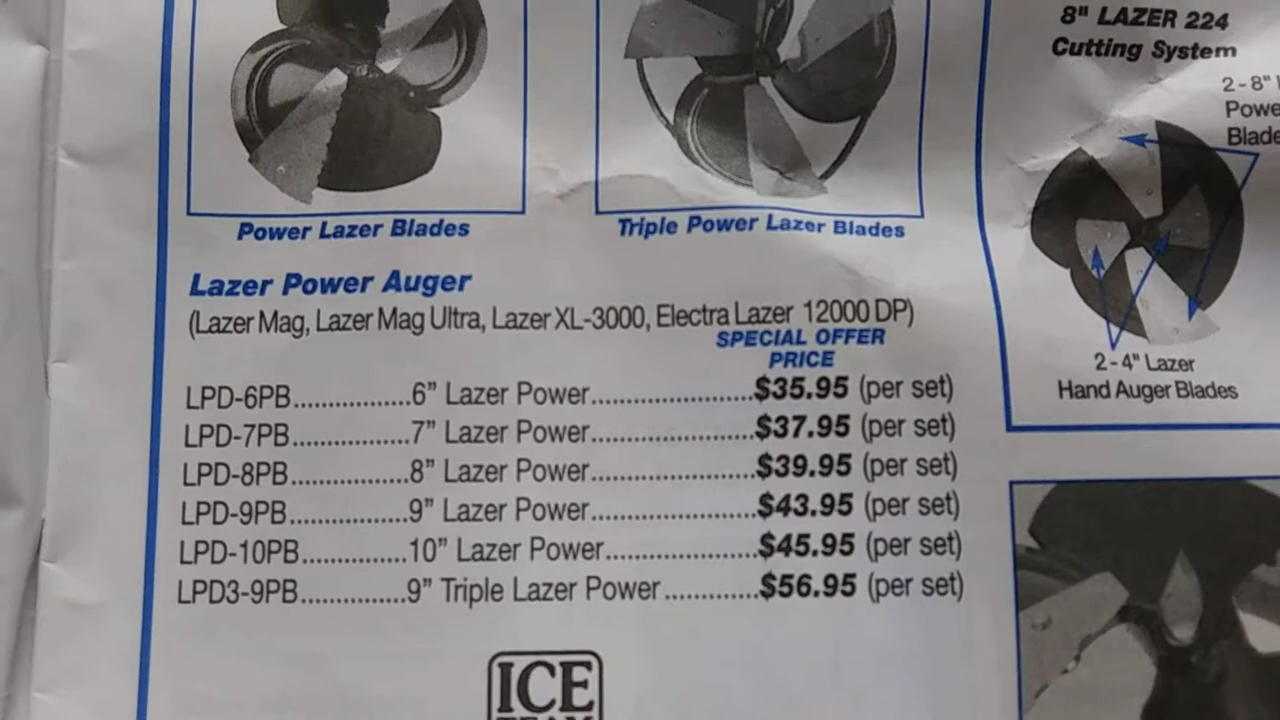 Power Lazer Blades
Triple Power Lazer Blades
Lazer Power Auger
(Lazer Mag, Lazer Mag Ultra, Lazer XL-3000, Electra Lazer 12000 DP)
SPECIAL OFFER
PRICE
LPD-6PB................6” Lazer Power......................$35.95 (per set)
LPD-7PB................7” Lazer Power......................$37.95 (per set)
LPD-8PB................8” Lazer Power......................$39.95 (per set)
LPD-9PB................9” Lazer Power......................$43.95 (per set)
LPD-10PB..............10” Lazer Power....................$45.95 (per set)
LPD3-9PB..............9” Triple Lazer Power............$56.95 (per set)
ICE
TEAM
8" LAZER 224
Cutting System
2-8"
2-4" Lazer
Hand Auger Blades